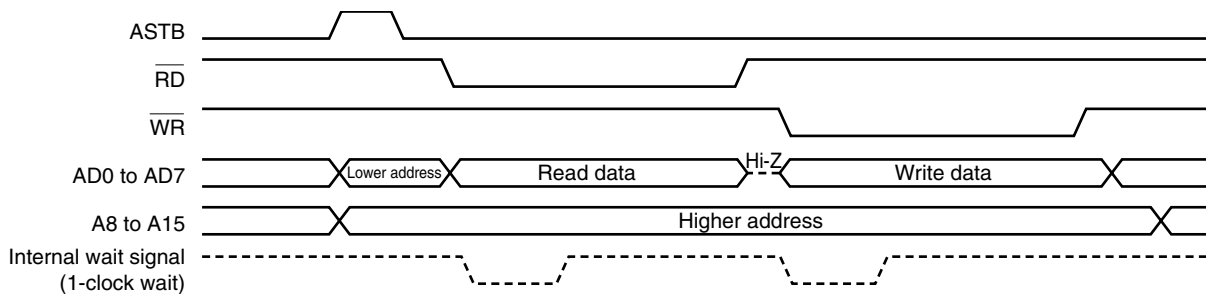 ASTB
RD
WR
Hi-Z
AD0 to AD7 Lower address Read data Write data
A8 to A15 Higher address
Internal wait signal
(1-clock wait)